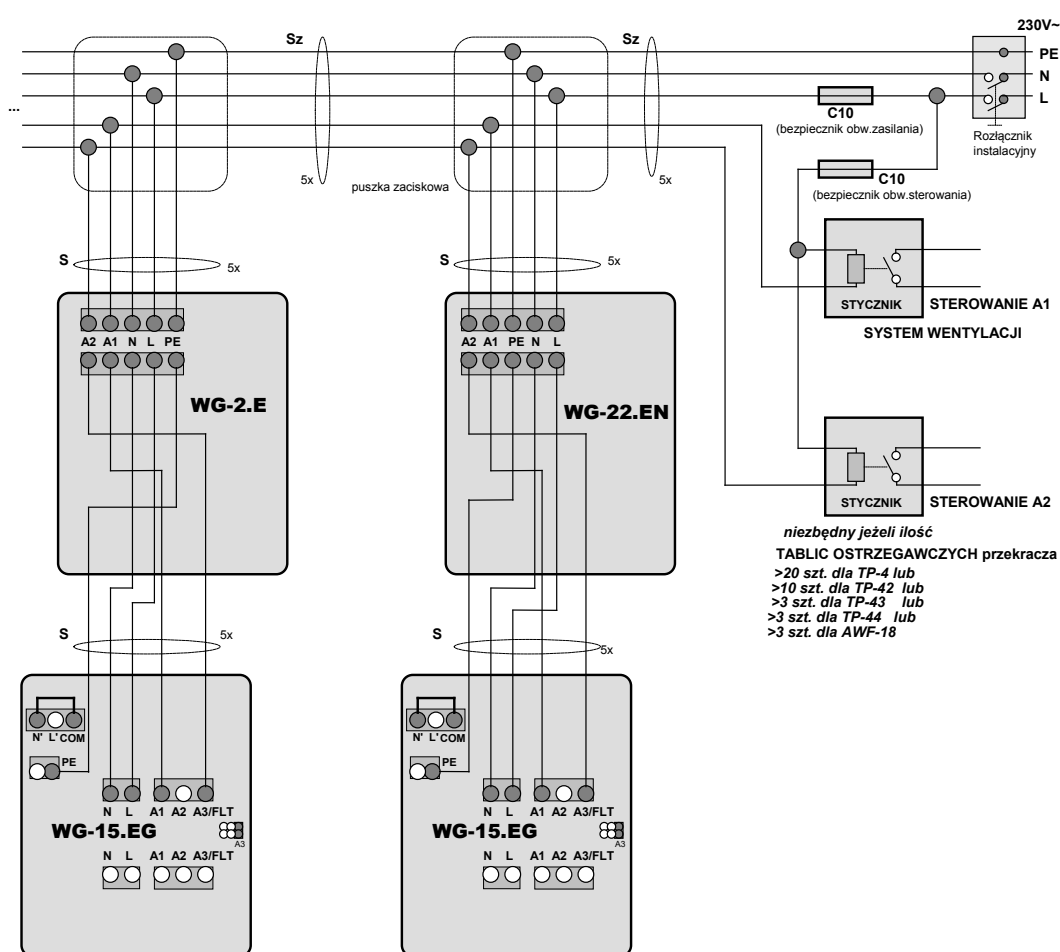 230V~
Sz
Sz
PE
N
L
...
C10
(bezpiecznik obw.zasilania)
Rozłącznik
instalacyjny
5x
puszka zaciskowa
5x
C10
(bezpiecznik obw.sterowania)
S
5x
S
5x
STYCZNIK
STEROWANIE A1
SYSTEM WENTYLACJI
A2 A1 N L PE
A2 A1 PE N L
WG-2.E
WG-22.EN
STYCZNIK
STEROWANIE A2
niezbędny jeżeli ilość
TABLIC OSTRZEGAWCZYCH przekracza
>20 szt. dla TP-4 lub
>10 szt. dla TP-42 lub
>3 szt. dla TP-43 lub
>3 szt. dla TP-44 lub
>3 szt. dla AWF-18
S
5x
S
5x
N' L' COM
PE
N L A1 A2 A3/FLT
WG-15.EG
A3
N L A1 A2 A3/FLT
N' L' COM
PE
N L A1 A2 A3/FLT
WG-15.EG
A3
N L A1 A2 A3/FLT